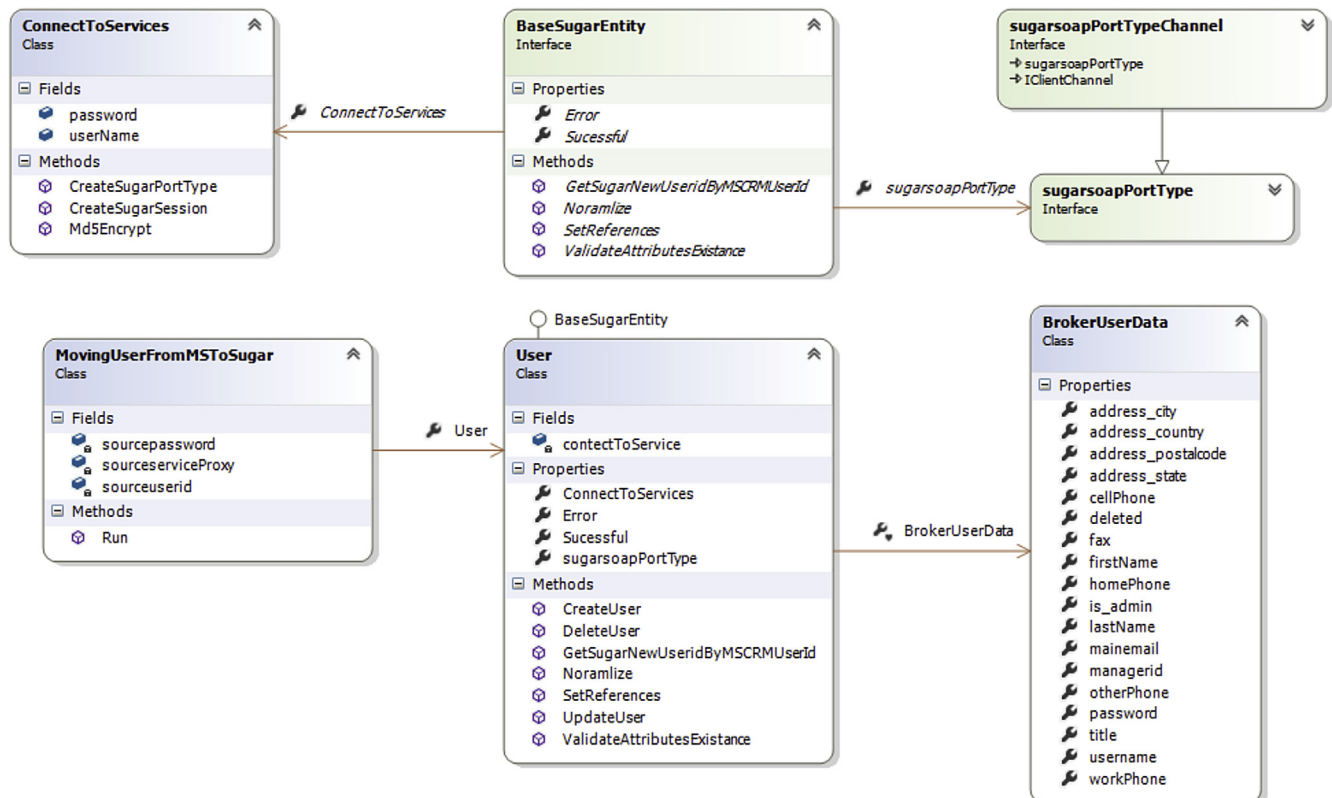 ConnectToServices
Class
Fields
password
userName
Methods
CreateSugarPortType
CreateSugarSession
Md5Encrypt
ConnectToServices
BaseSugarEntity
Interface
Properties
Error
Sucessful
Methods
GetSugarNewUseridByMSCRMUserId
Noramlize
SetReferences
ValidateAttributesExistance
sugarsoapPortType
sugarsoapPortTypeChannel
Interface
sugarsoapPortType
IClientChannel
sugarsoapPortType
Interface
MovingUserFromMSToSugar
Class
Fields
sourcepassword
sourceserviceProxy
sourceuserid
Methods
Run
User
BaseSugarEntity
User
Class
Fields
contectToService
Properties
ConnectToServices
Error
Sucessful
sugarsoapPortType
Methods
CreateUser
DeleteUser
GetSugarNewUseridByMSCRMUserId
Noramlize
SetReferences
UpdateUser
ValidateAttributesExistance
BrokerUserData
BrokerUserData
Class
Properties
address_city
address_country
address_postalcode
address_state
cellPhone
deleted
fax
firstName
homePhone
is_admin
lastName
mainemail
managerid
otherPhone
password
title
username
workPhone